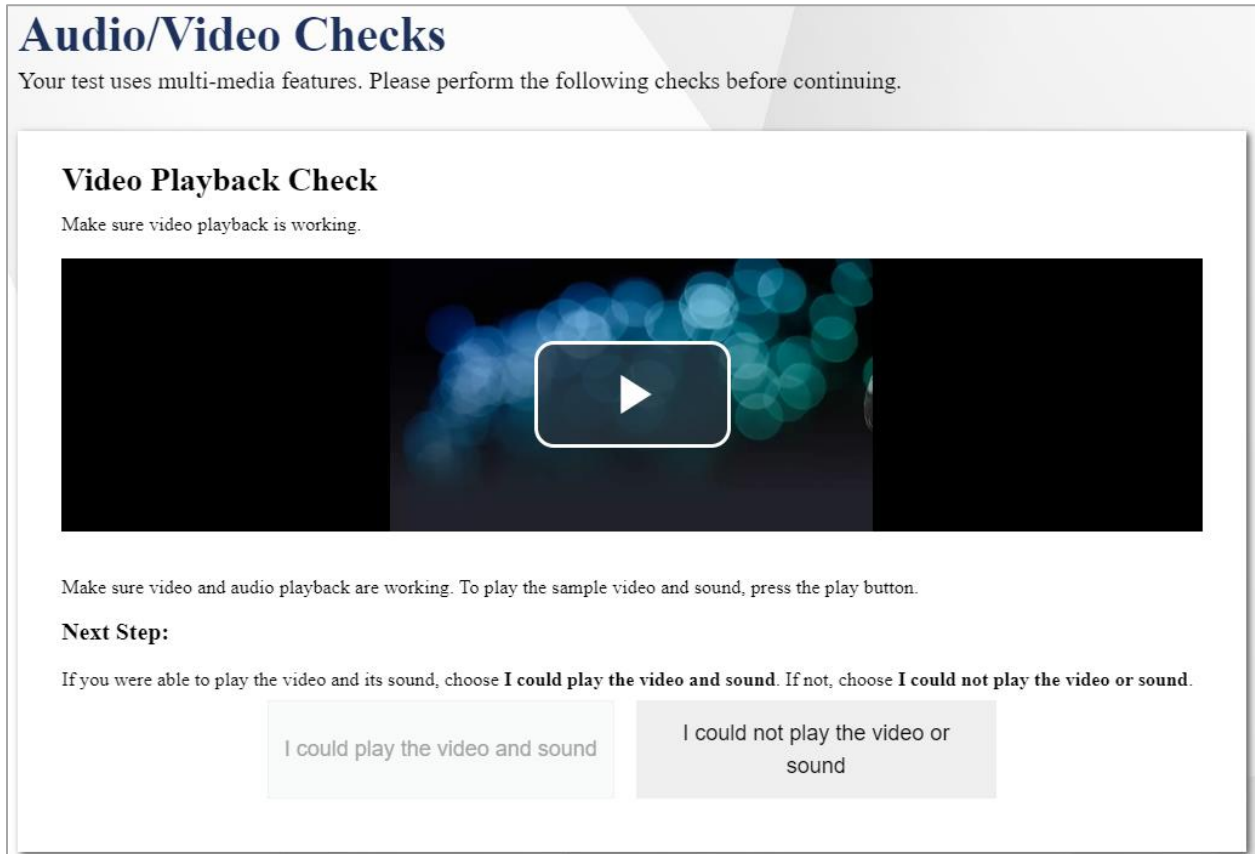 Audio/Video Checks
Your test uses multi-media features. Please perform the following checks before continuing.
Video Playback Check
Make sure video playback is working.
Make sure video and audio playback are working. To play the sample video and sound, press the play button.
Next Step:
If you were able to play the video and its sound, choose I could play the video and sound. If not, choose I could not play the video or sound.
I could play the video and sound
I could not play the video or
sound